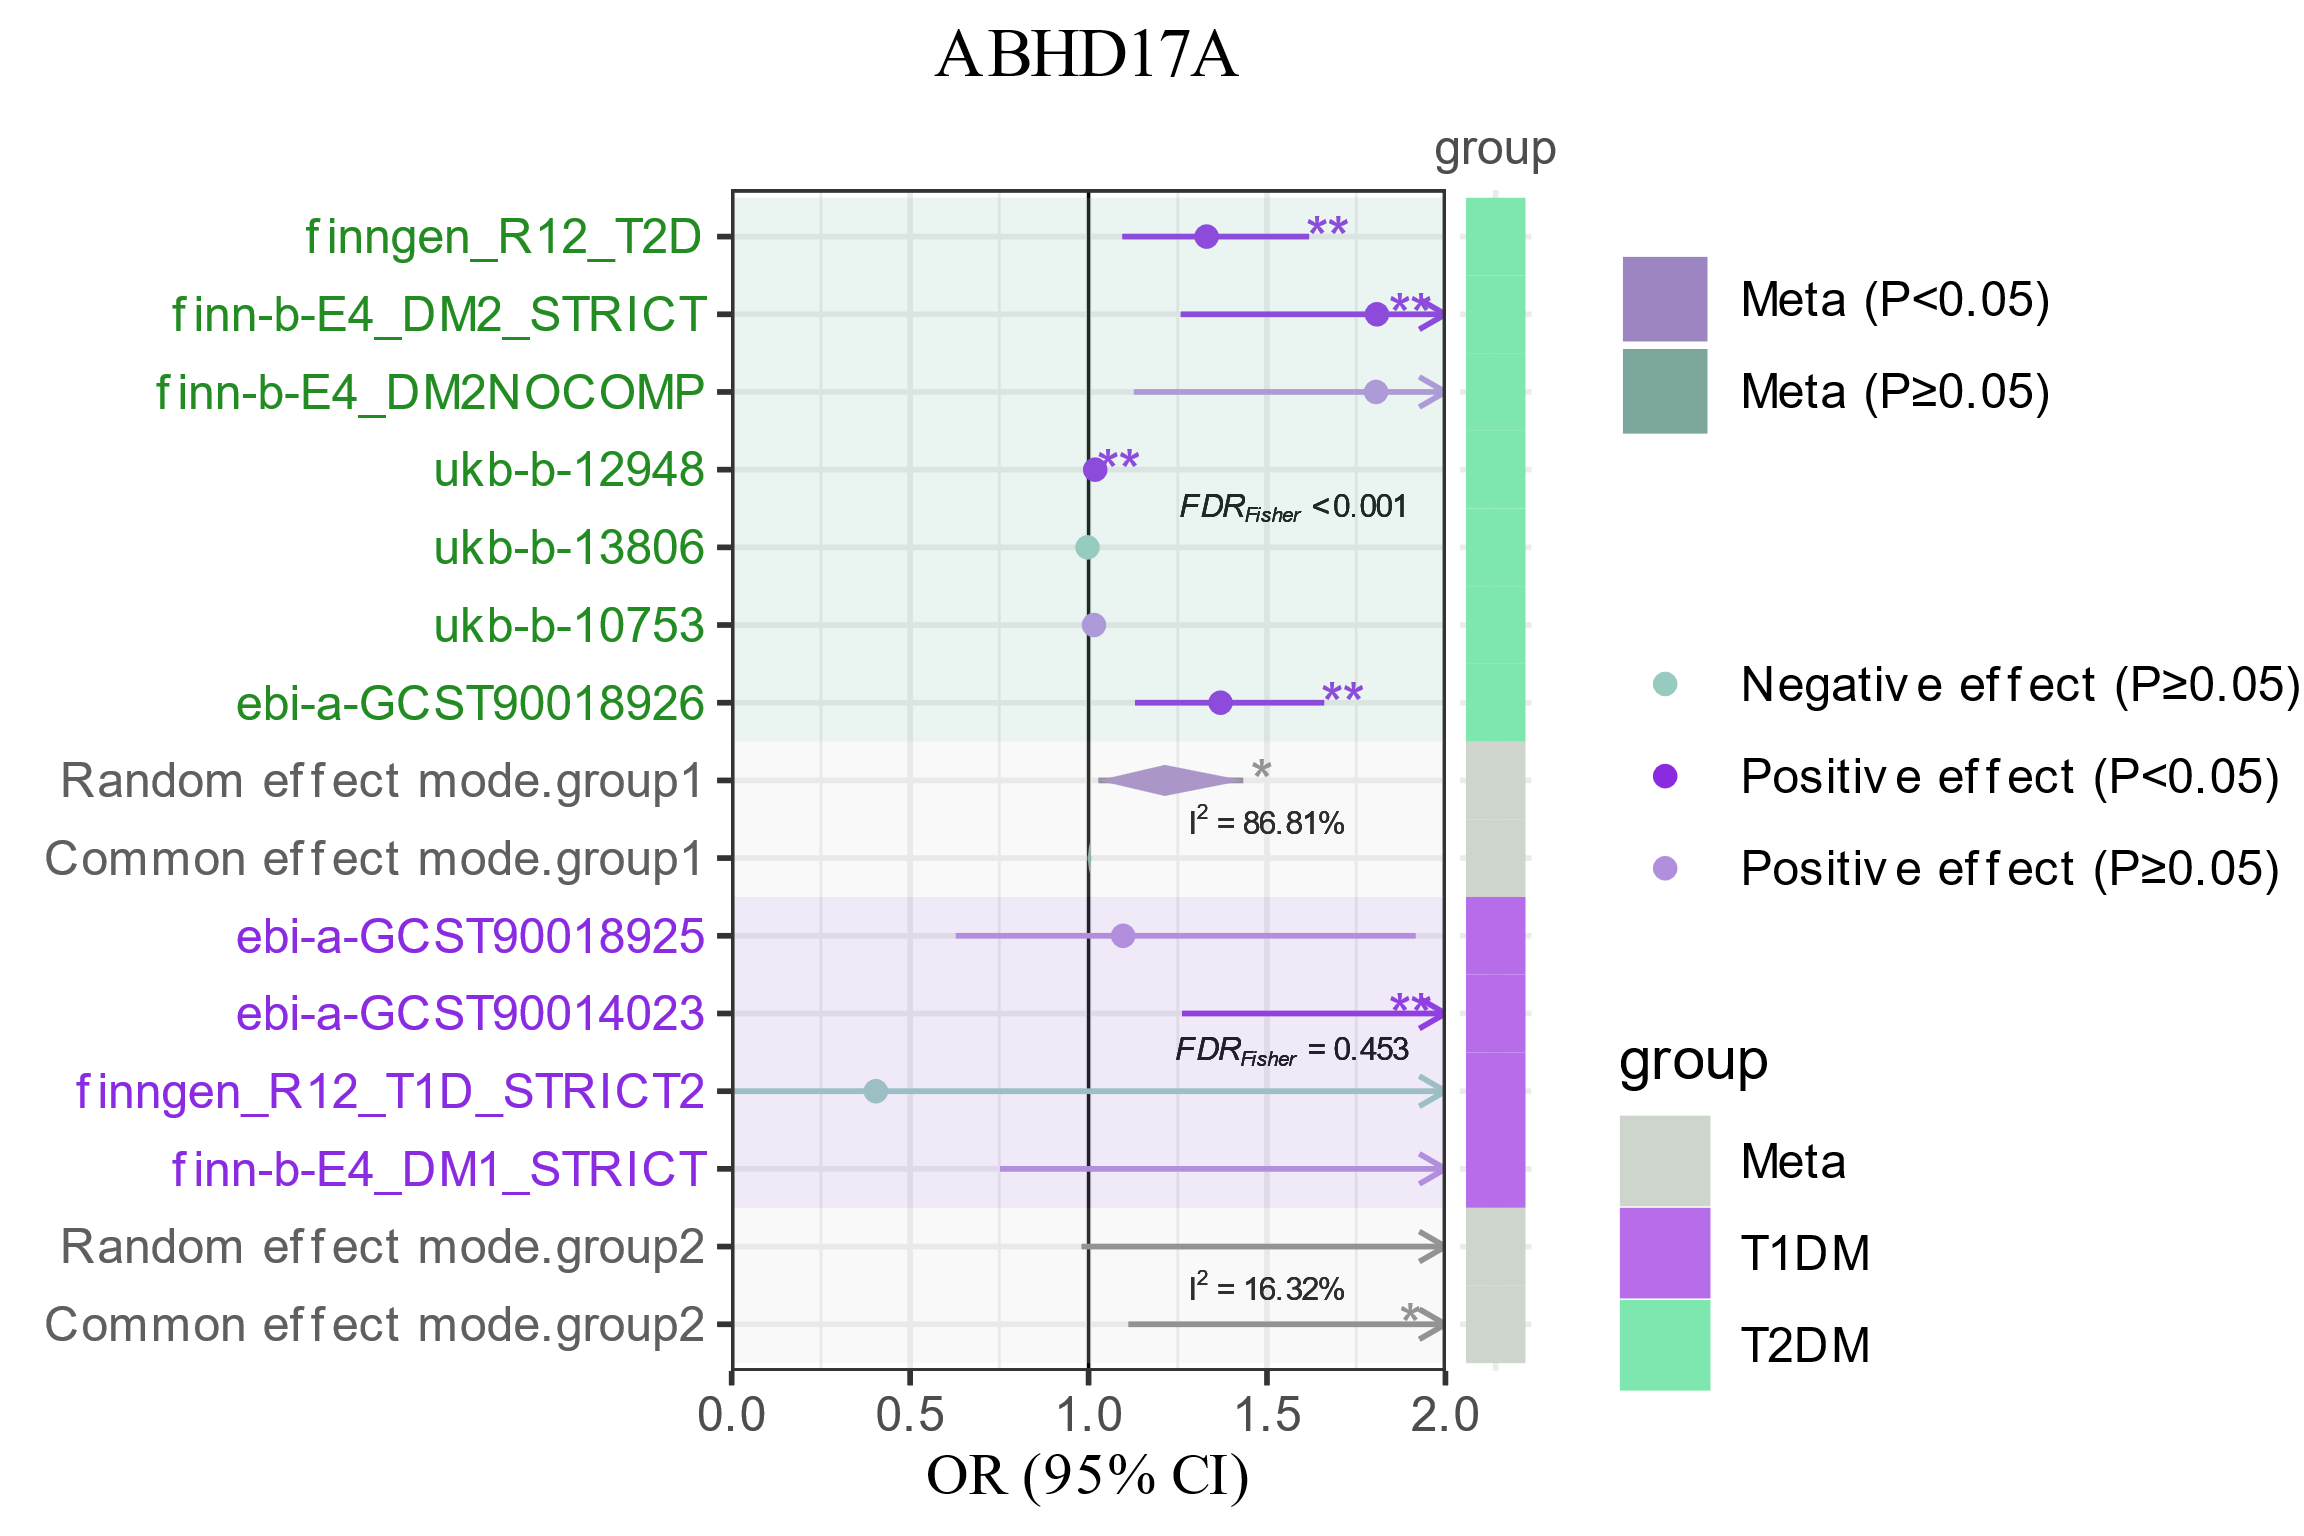 ABHD17A
group
finngen_R12_T2D
**
finn-b-E4_DM2_STRICT
**
finn-b-E4_DM2NOCOMP
ukb-b-12948
**
FDR_Fisher <0.001
ukb-b-13806
ukb-b-10753
ebi-a-GCST90018926
**
Random effect mode.group1
*
I² = 86.81%
Common effect mode.group1
ebi-a-GCST90018925
ebi-a-GCST90014023
**
FDR_Fisher = 0.453
finngen_R12_T1D_STRICT2
finn-b-E4_DM1_STRICT
Random effect mode.group2
I² = 16.32%
Common effect mode.group2
*
0.0 0.5 1.0 1.5 2.0
OR (95% CI)
Meta (P<0.05)
Meta (P≥0.05)
Negative effect (P≥0.05)
Positive effect (P<0.05)
Positive effect (P≥0.05)
group
Meta
T1DM
T2DM